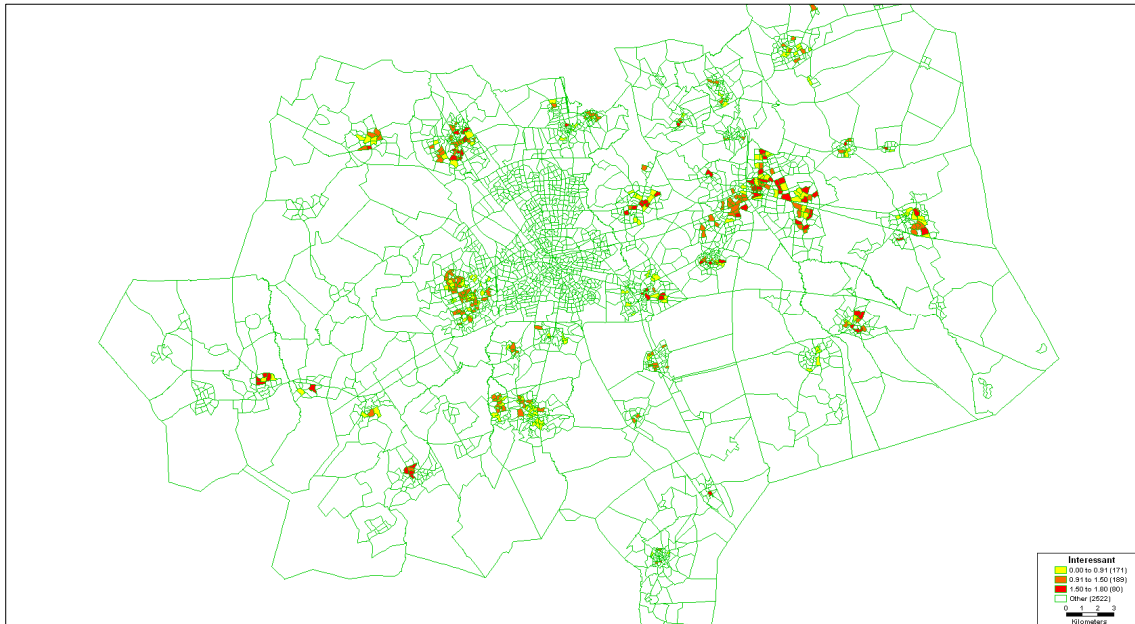 Interessant
0.00 to 0.91 (171)
0.91 to 1.50 (189)
1.50 to 1.80 (80)
Other (2522)
0 1 2 3
Kilometers